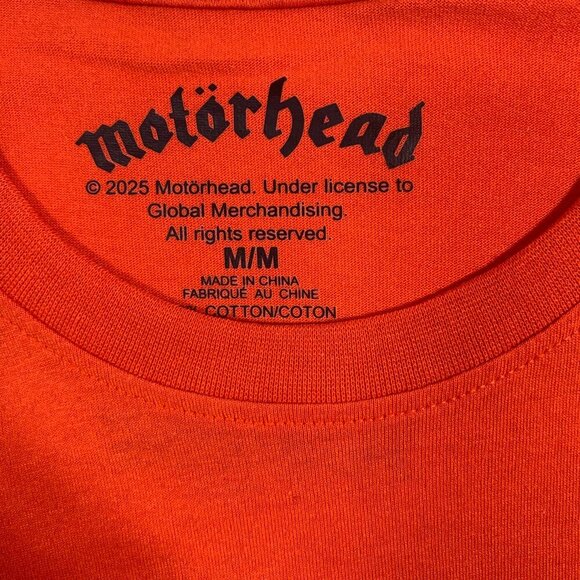 motörhead
© 2025 Motörhead. Under license to
Global Merchandising.
All rights reserved.
M/M
MADE IN CHINA
FABRIQUÉ AU CHINE
COTTON/COTON